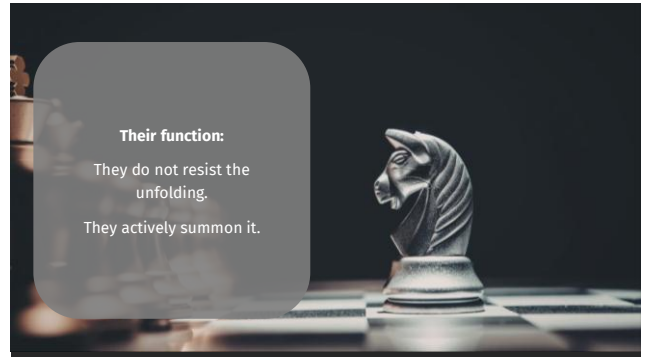 Their function:
They do not resist the
unfolding.
They actively summon it.